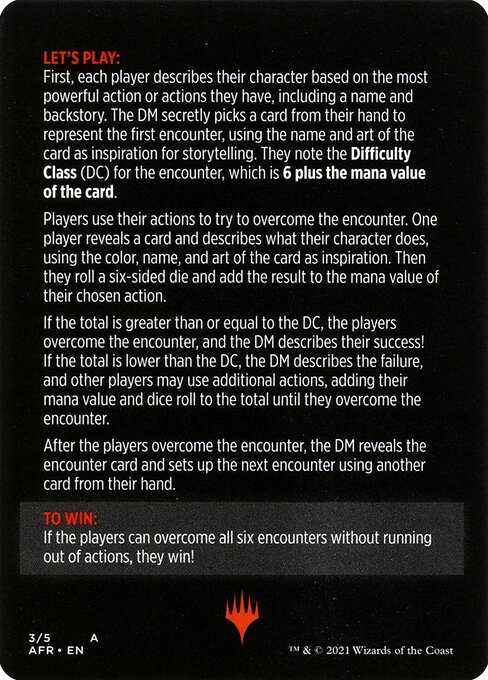 LET'S PLAY:
First, each player describes their character based on the most
powerful action or actions they have, including a name and
backstory. The DM secretly picks a card from their hand to
represent the first encounter, using the name and art of the
card as inspiration for storytelling. They note the Difficulty
Class (DC) for the encounter, which is 6 plus the mana value
of the card.
Players use their actions to try to overcome the encounter. One
player reveals a card and describes what their character does,
using the color, name, and art of the card as inspiration. Then
they roll a six-sided die and add the result to the mana value of
their chosen action.
If the total is greater than or equal to the DC, the players
overcome the encounter, and the DM describes their success!
If the total is lower than the DC, the DM describes the failure,
and other players may use additional actions, adding their
mana value and dice roll to the total until they overcome the
encounter.
After the players overcome the encounter, the DM reveals the
encounter card and sets up the next encounter using another
card from their hand.
TO WIN:
If the players can overcome all six encounters without running
out of actions, they win!
3/5 A
AFR • EN
™ & © 2021 Wizards of the Coast